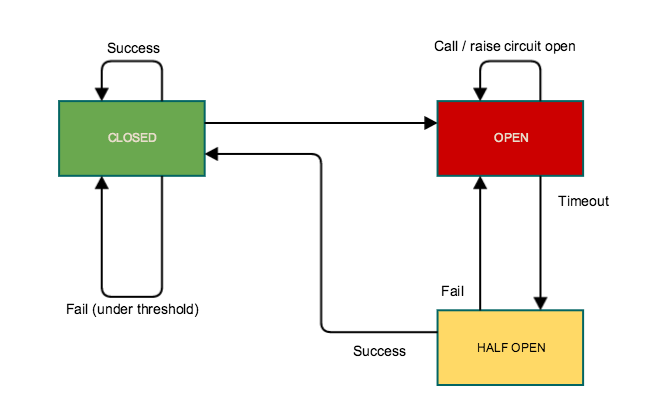 Success
Call / raise circuit open
CLOSED
OPEN
Timeout
Fail
Fail (under threshold)
HALF OPEN
Success